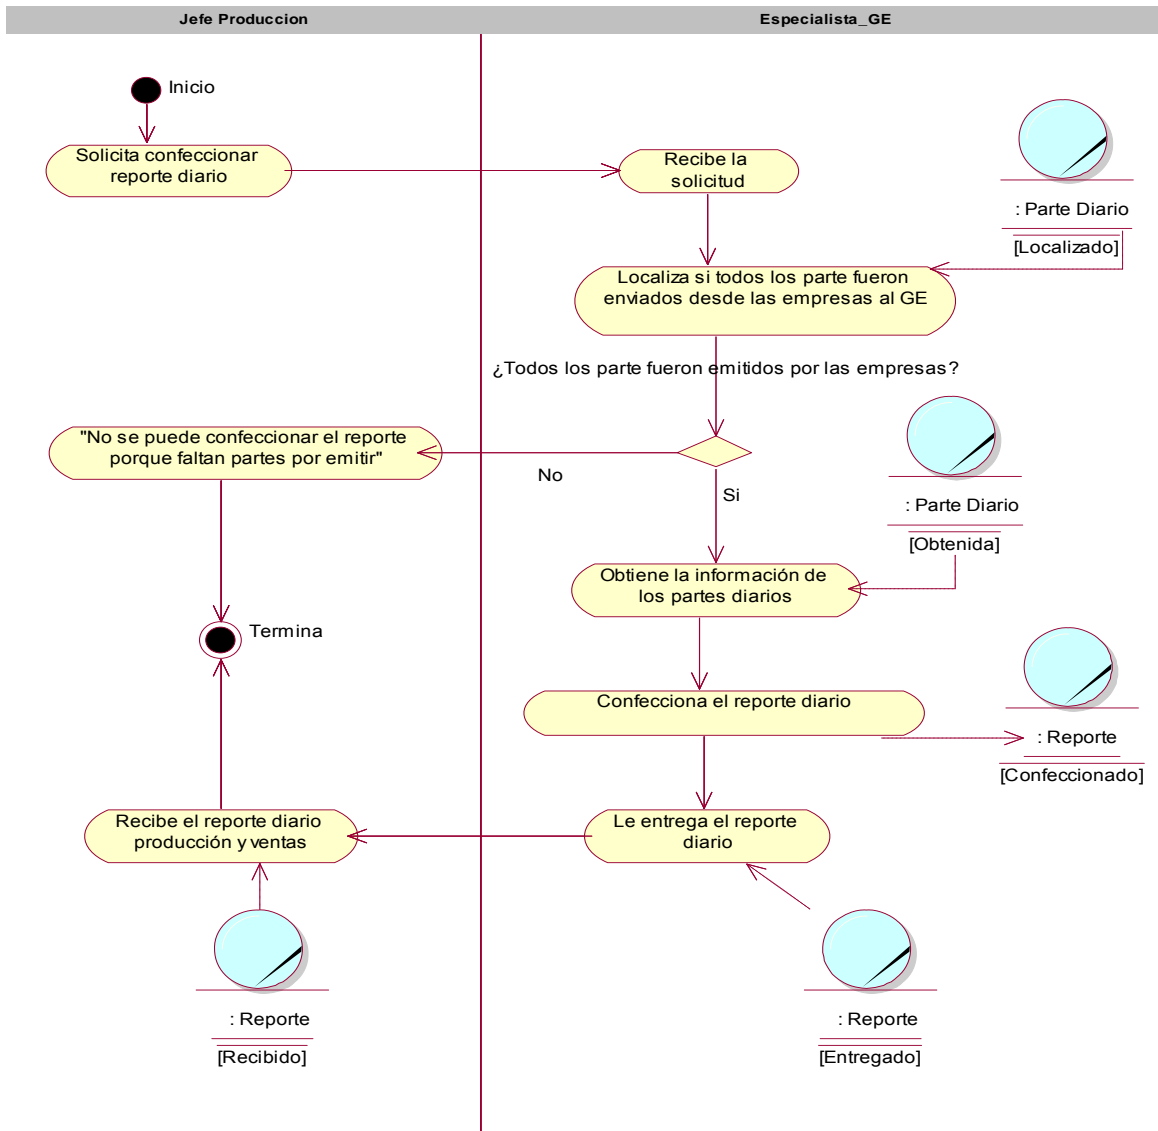 Jefe Produccion
Especialista_GE
Inicio
Solicita confeccionar
reporte diario
Recibe la
solicitud
: Parte Diario
[Localizado]
Localiza si todos los parte fueron
enviados desde las empresas al GE
¿Todos los parte fueron emitidos por las empresas?
"No se puede confeccionar el reporte
porque faltan partes por emitir"
No
Si
: Parte Diario
[Obtenida]
Obtiene la información de
los partes diarios
Termina
Confecciona el reporte diario
: Reporte
[Confeccionado]
Recibe el reporte diario
producción y ventas
Le entrega el reporte
diario
: Reporte
[Recibido]
: Reporte
[Entregado]